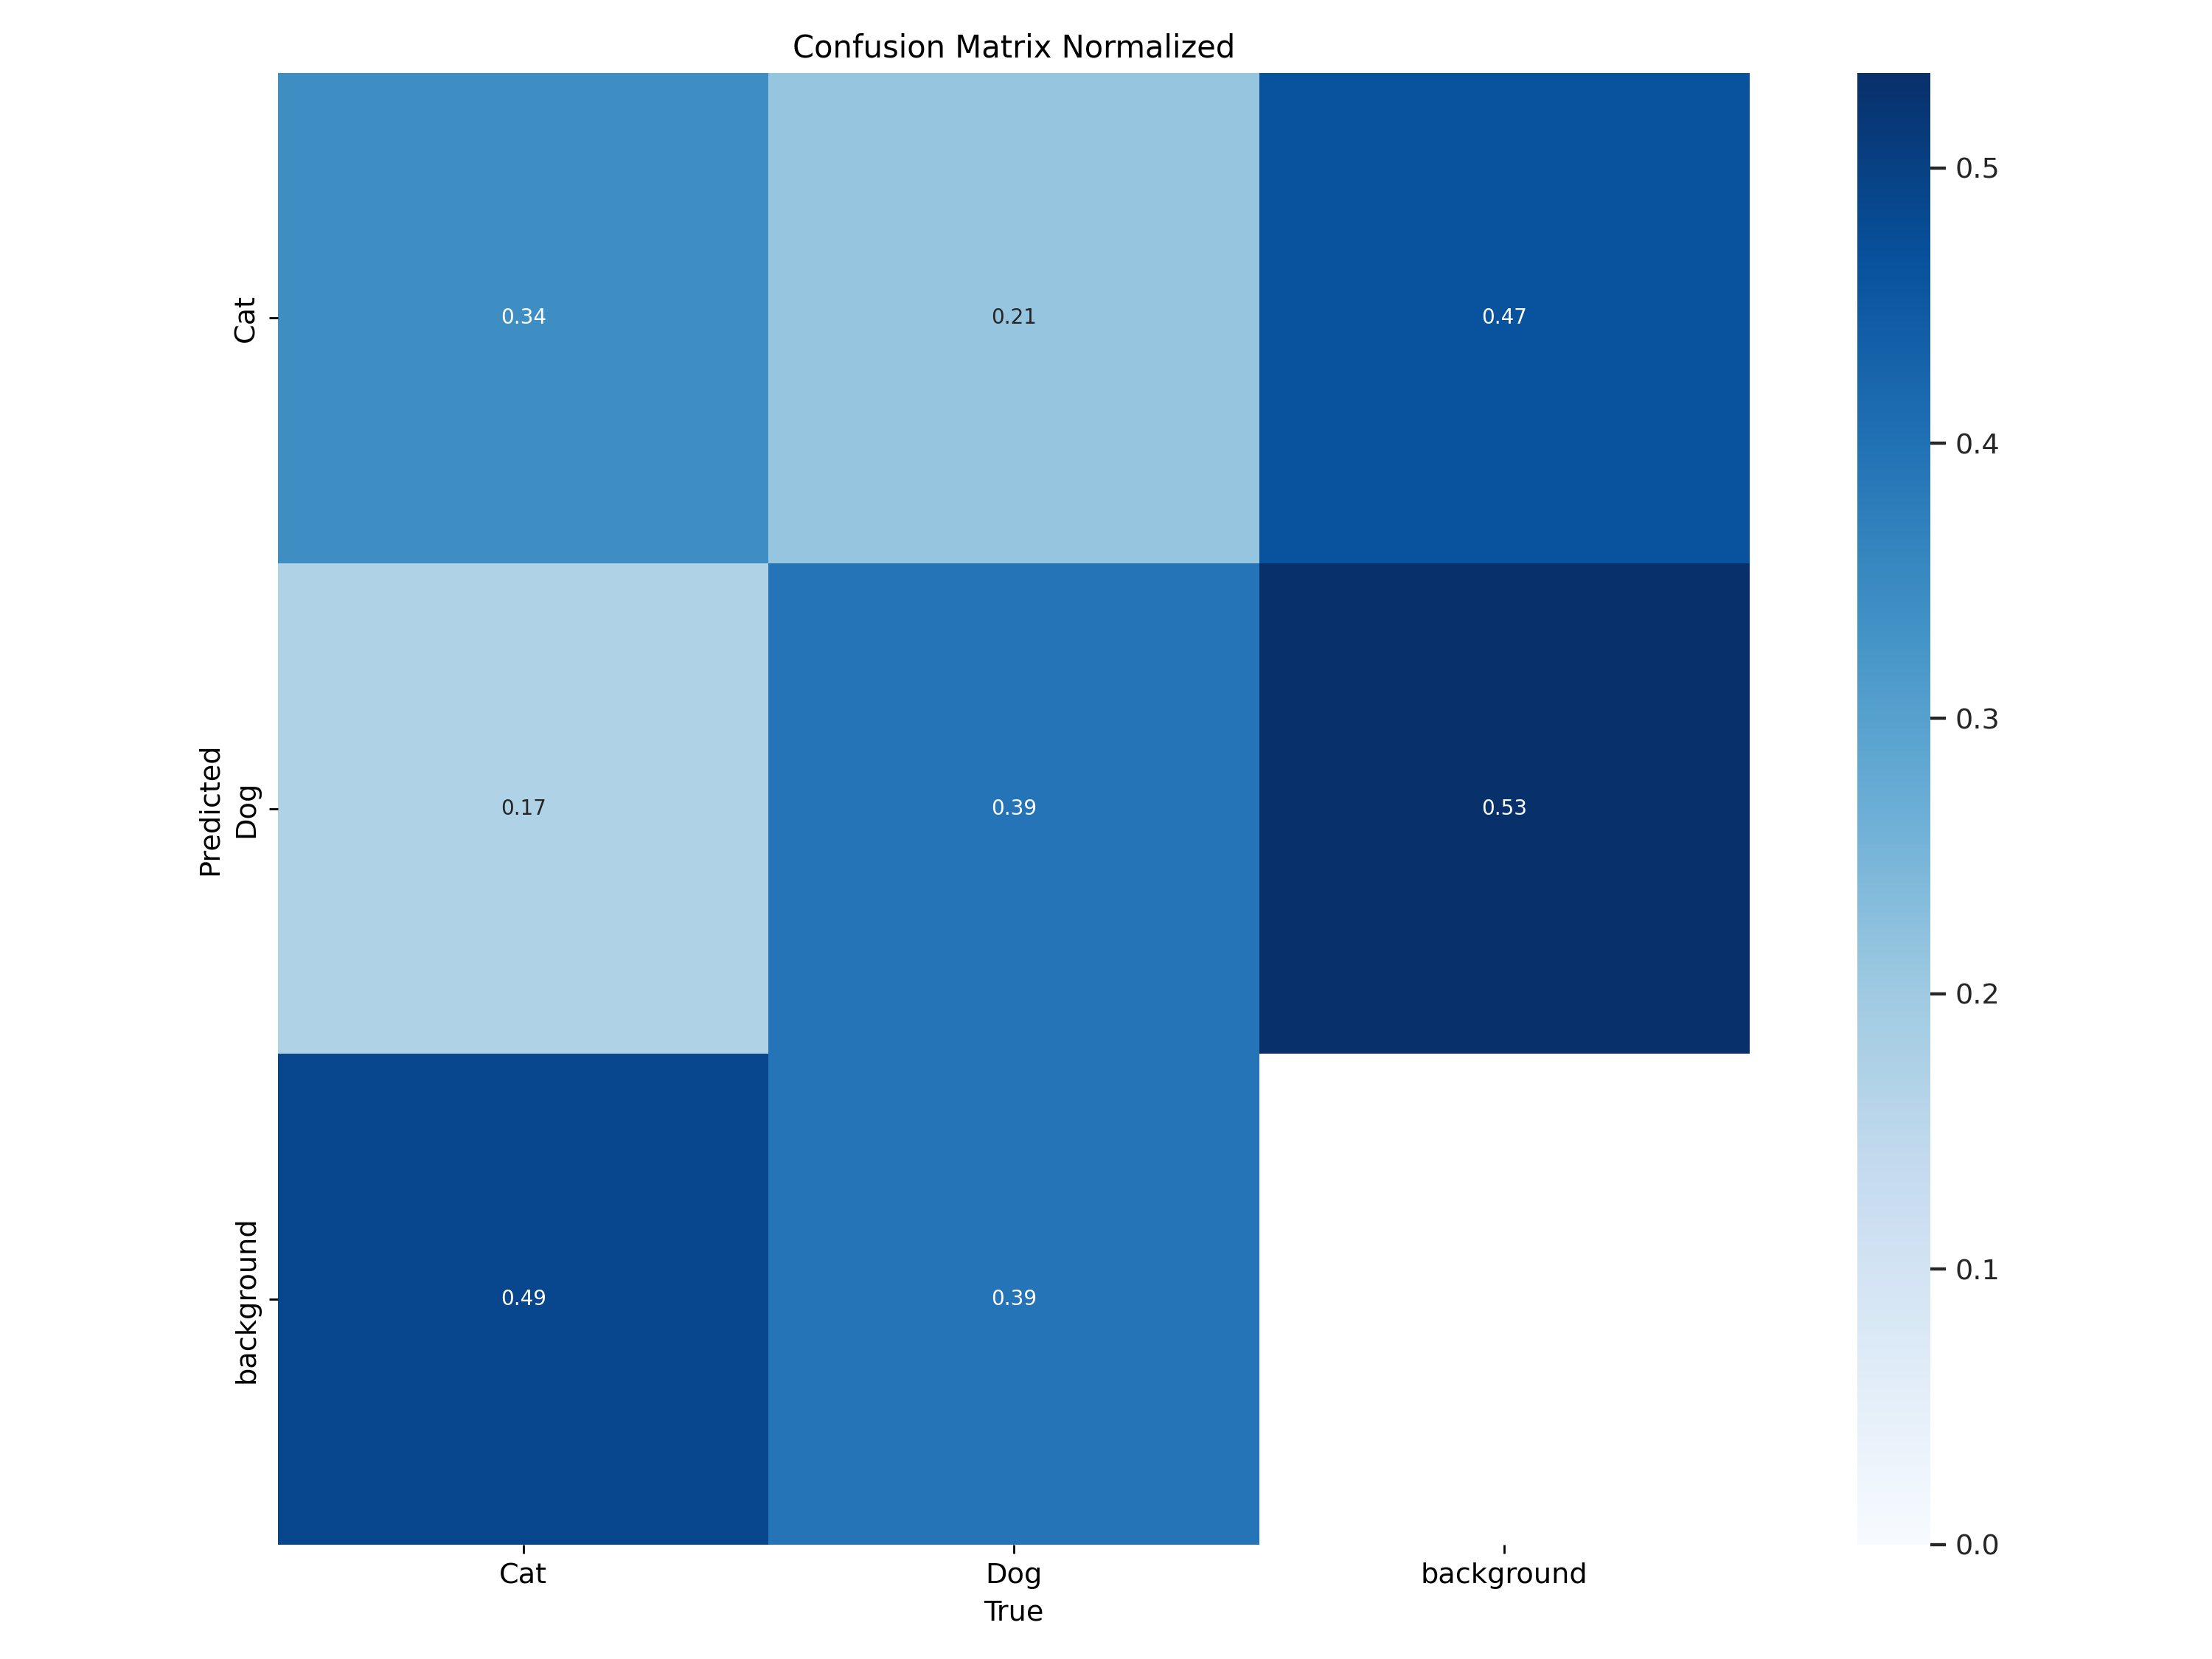 Confusion Matrix Normalized
Cat
0.34 0.21 0.47
Predicted
Dog
0.17 0.39 0.53
background
0.49 0.39
Cat Dog background
True
0.5
0.4
0.3
0.2
0.1
0.0